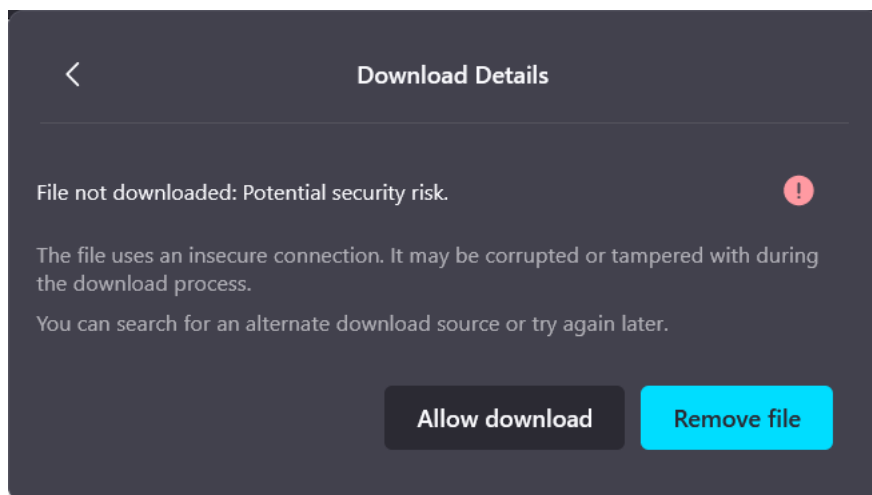 Download Details
File not downloaded: Potential security risk.
The file uses an insecure connection. It may be corrupted or tampered with during
the download process.
You can search for an alternate download source or try again later.
Allow download
Remove file